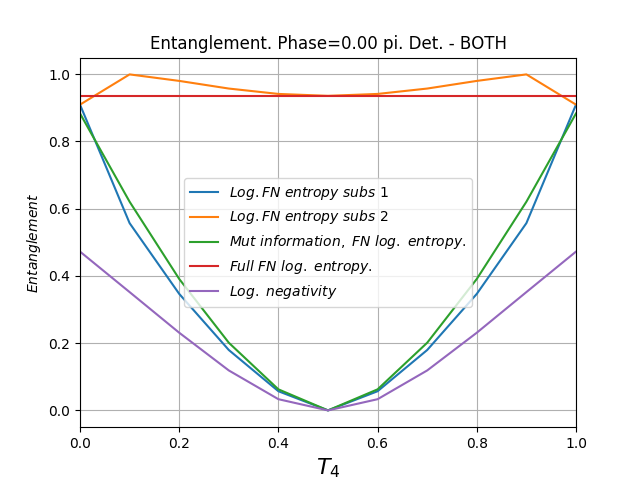 Entanglement. Phase=0.00 pi. Det. - BOTH
1.0
0.8
0.6
0.4
0.2
0.0
Entanglement
Log. FN entropy subs 1
Log. FN entropy subs 2
Mut information, FN log. entropy.
Full FN log. entropy.
Log. negativity
0.0 0.2 0.4 0.6 0.8 1.0
T4